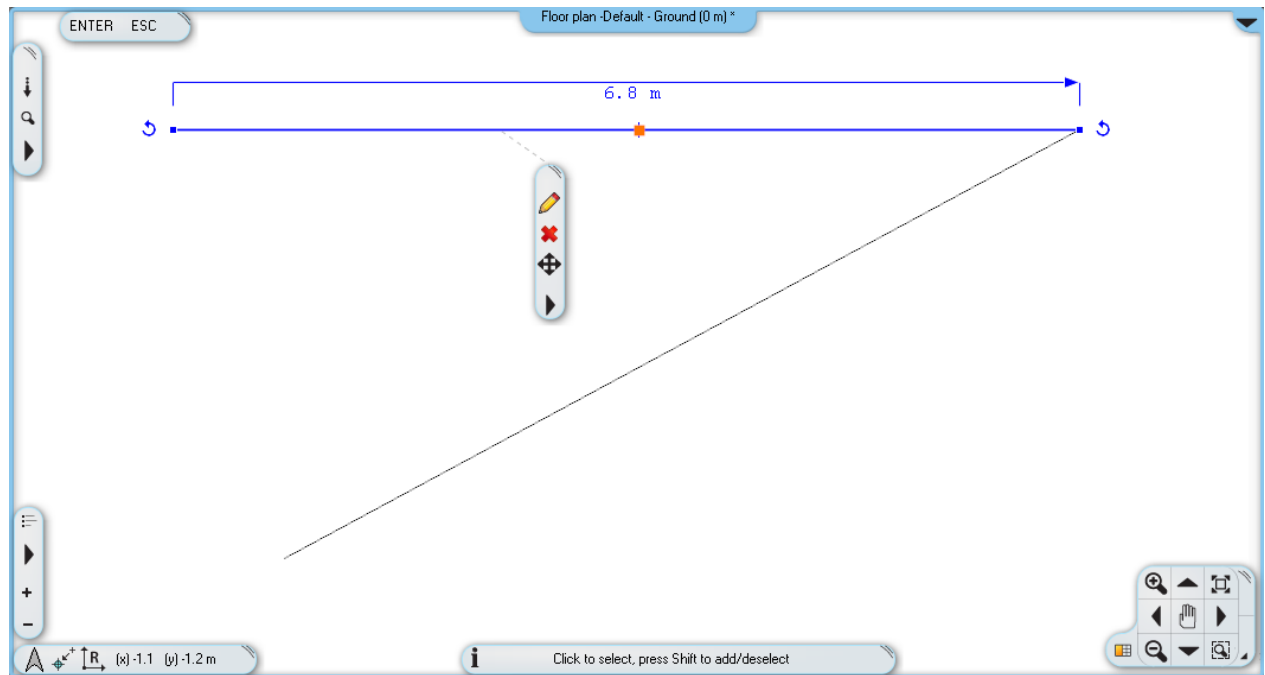 Floor plan -Default - Ground (0 m) *
ENTER ESC
6.8 m
R (x) -1.1 (y) -1.2 m
i Click to select, press Shift to add/deselect